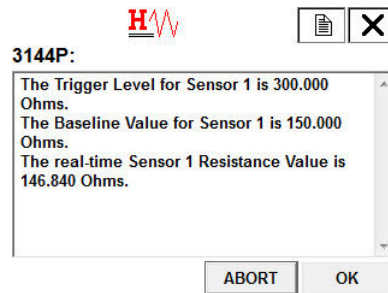 H
3144P:
The Trigger Level for Sensor 1 is 300.000
Ohms.
The Baseline Value for Sensor 1 is 150.000
Ohms.
The real-time Sensor 1 Resistance Value is
146.840 Ohms.
ABORT OK